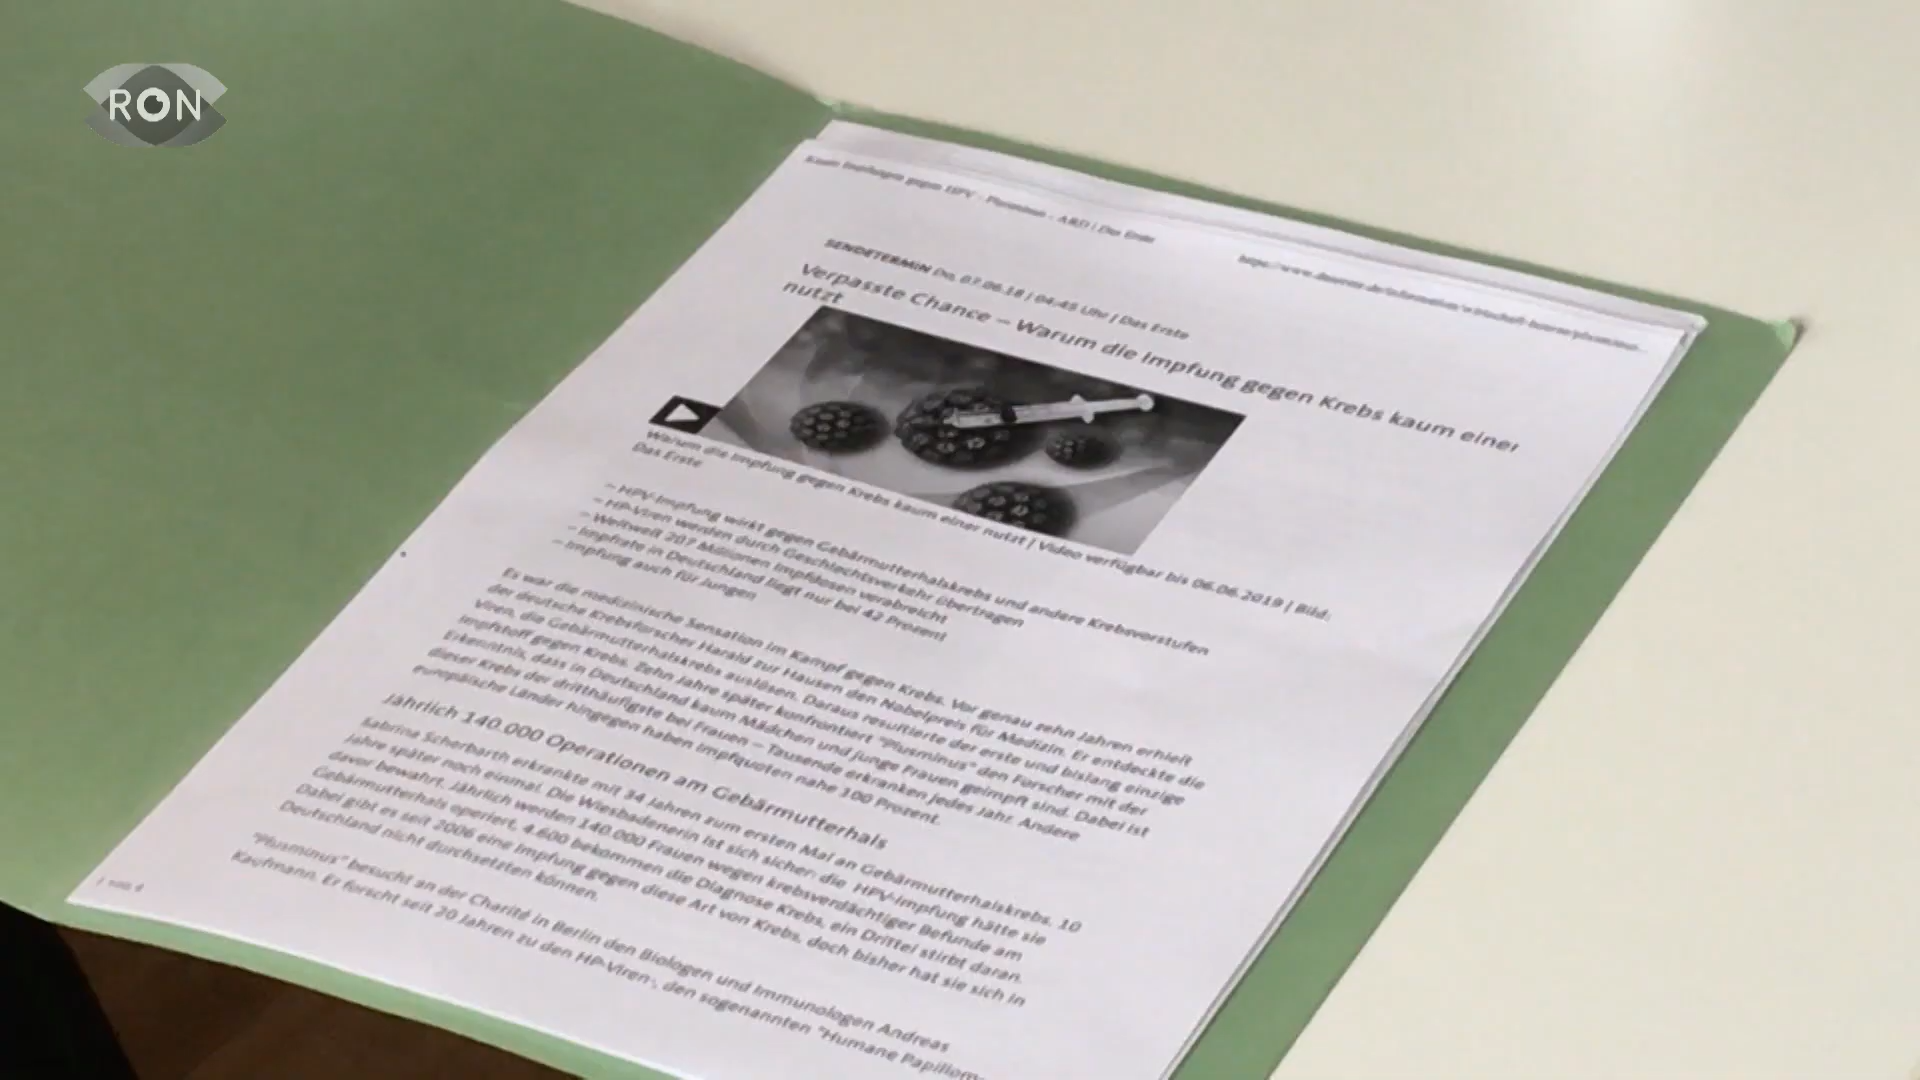 RON
Kaum Impfungen gegen HPV - Plusminus - ARD | Das Erste
SENDETERMIN Do, 07.06.18 | 04:45 Uhr | Das Erste
Verpasste Chance – Warum die Impfung gegen Krebs kaum einer
nutzt
Warum die Impfung gegen Krebs kaum einer nutzt | Video verfügbar bis 06.06.2019 | Bild:
Das Erste
– HPV-Impfung wirkt gegen Gebärmutterhalskrebs und andere Krebsvorstufen
– HP-Viren werden durch Geschlechtsverkehr übertragen
– Weltweit 207 Millionen Impfdosen verabreicht
– Impfrate in Deutschland liegt nur bei 42 Prozent
– Impfung auch für Jungen
Es war die medizinische Sensation im Kampf gegen Krebs. Vor genau zehn Jahren erhielt
der deutsche Krebsforscher Harald zur Hausen den Nobelpreis für Medizin. Er entdeckte die
Viren, die Gebärmutterhalskrebs auslösen. Daraus resultierte der erste und bislang einzige
Impfstoff gegen Krebs. Zehn Jahre später konfrontiert "Plusminus" den Forscher mit der
Erkenntnis, dass in Deutschland kaum Mädchen und junge Frauen geimpft sind. Dabei ist
dieser Krebs der dritthäufigste bei Frauen – Tausende erkranken jedes Jahr. Andere
europäische Länder hingegen haben Impfquoten nahe 100 Prozent.
Jährlich 140.000 Operationen am Gebärmutterhals
Sabrina Scherbarth erkrankte mit 34 Jahren zum ersten Mal an Gebärmutterhalskrebs. 10
Jahre später noch einmal. Die Wiesbadenerin ist sich sicher: die HPV-Impfung hätte sie
davor bewahrt. Jährlich werden 140.000 Frauen wegen krebsverdächtiger Befunde am
Gebärmutterhals operiert, 4.600 bekommen die Diagnose Krebs, ein Drittel stirbt daran.
Dabei gibt es seit 2006 eine Impfung gegen diese Art von Krebs, doch bisher hat sie sich in
Deutschland nicht durchsetzten können.
"Plusminus" besucht an der Charité in Berlin den Biologen und Immunologen Andreas
Kaufmann. Er forscht seit 20 Jahren zu den HP-Viren-, den sogenannten "Humane Papillom-